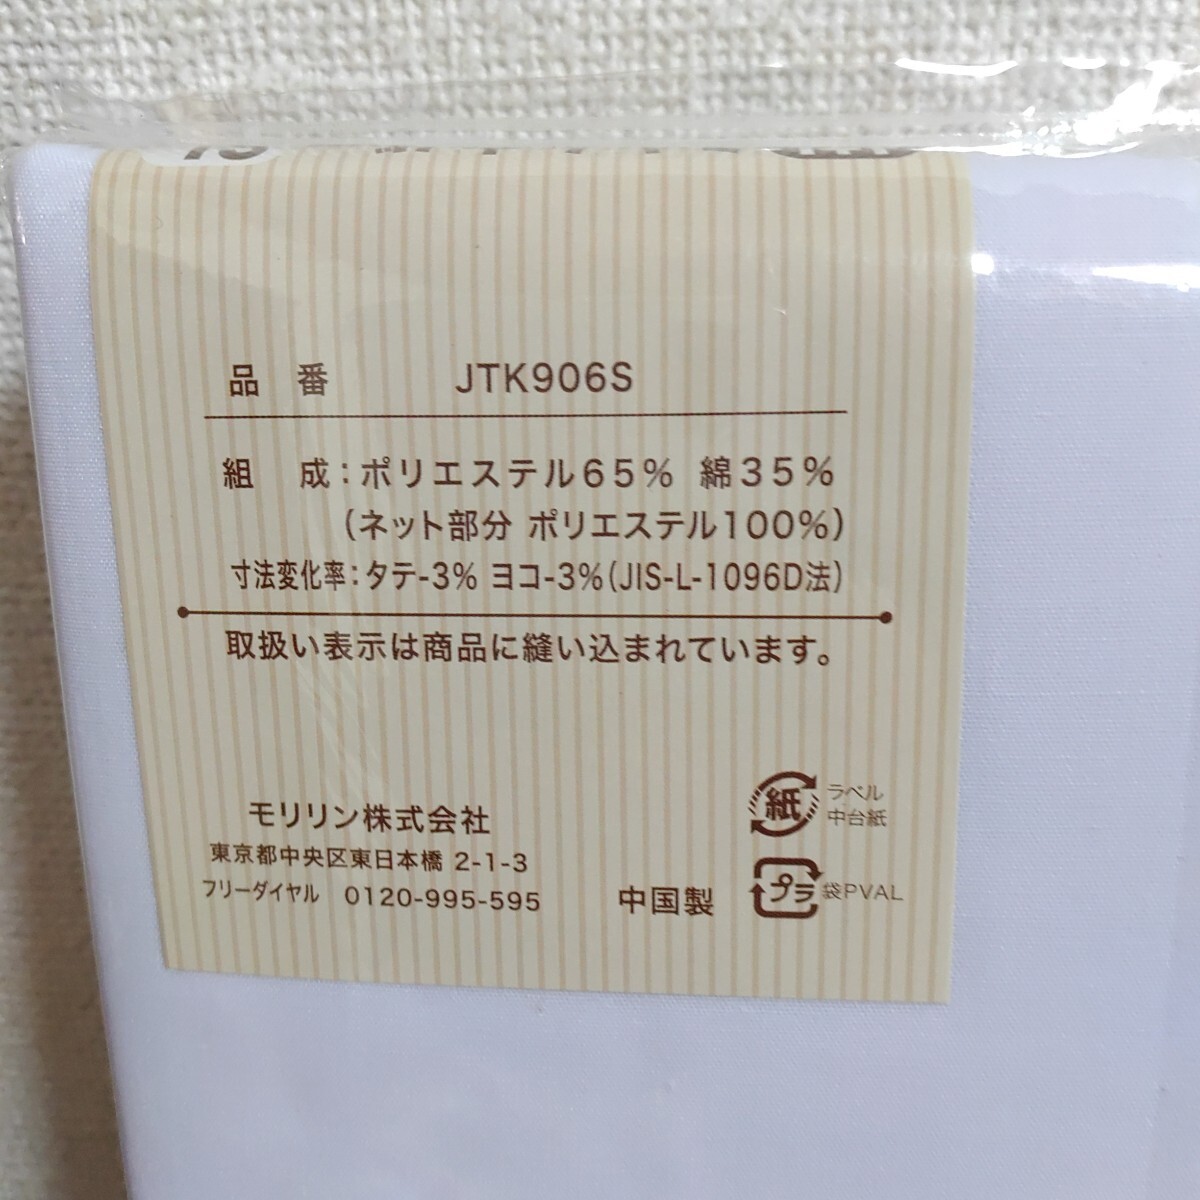 品 番 JTK906S
組 成：ポリエステル65% 綿35%
（ネット部分 ポリエステル100%）
寸法変化率：タテ-3% ヨコ-3%（JIS-L-1096D法）
取扱い表示は商品に縫い込まれています。
モリリン株式会社
東京都中央区東日本橋 2-1-3
フリーダイヤル 0120-995-595
中国製
紙 ラベル
中台紙
プラ 袋PVAL